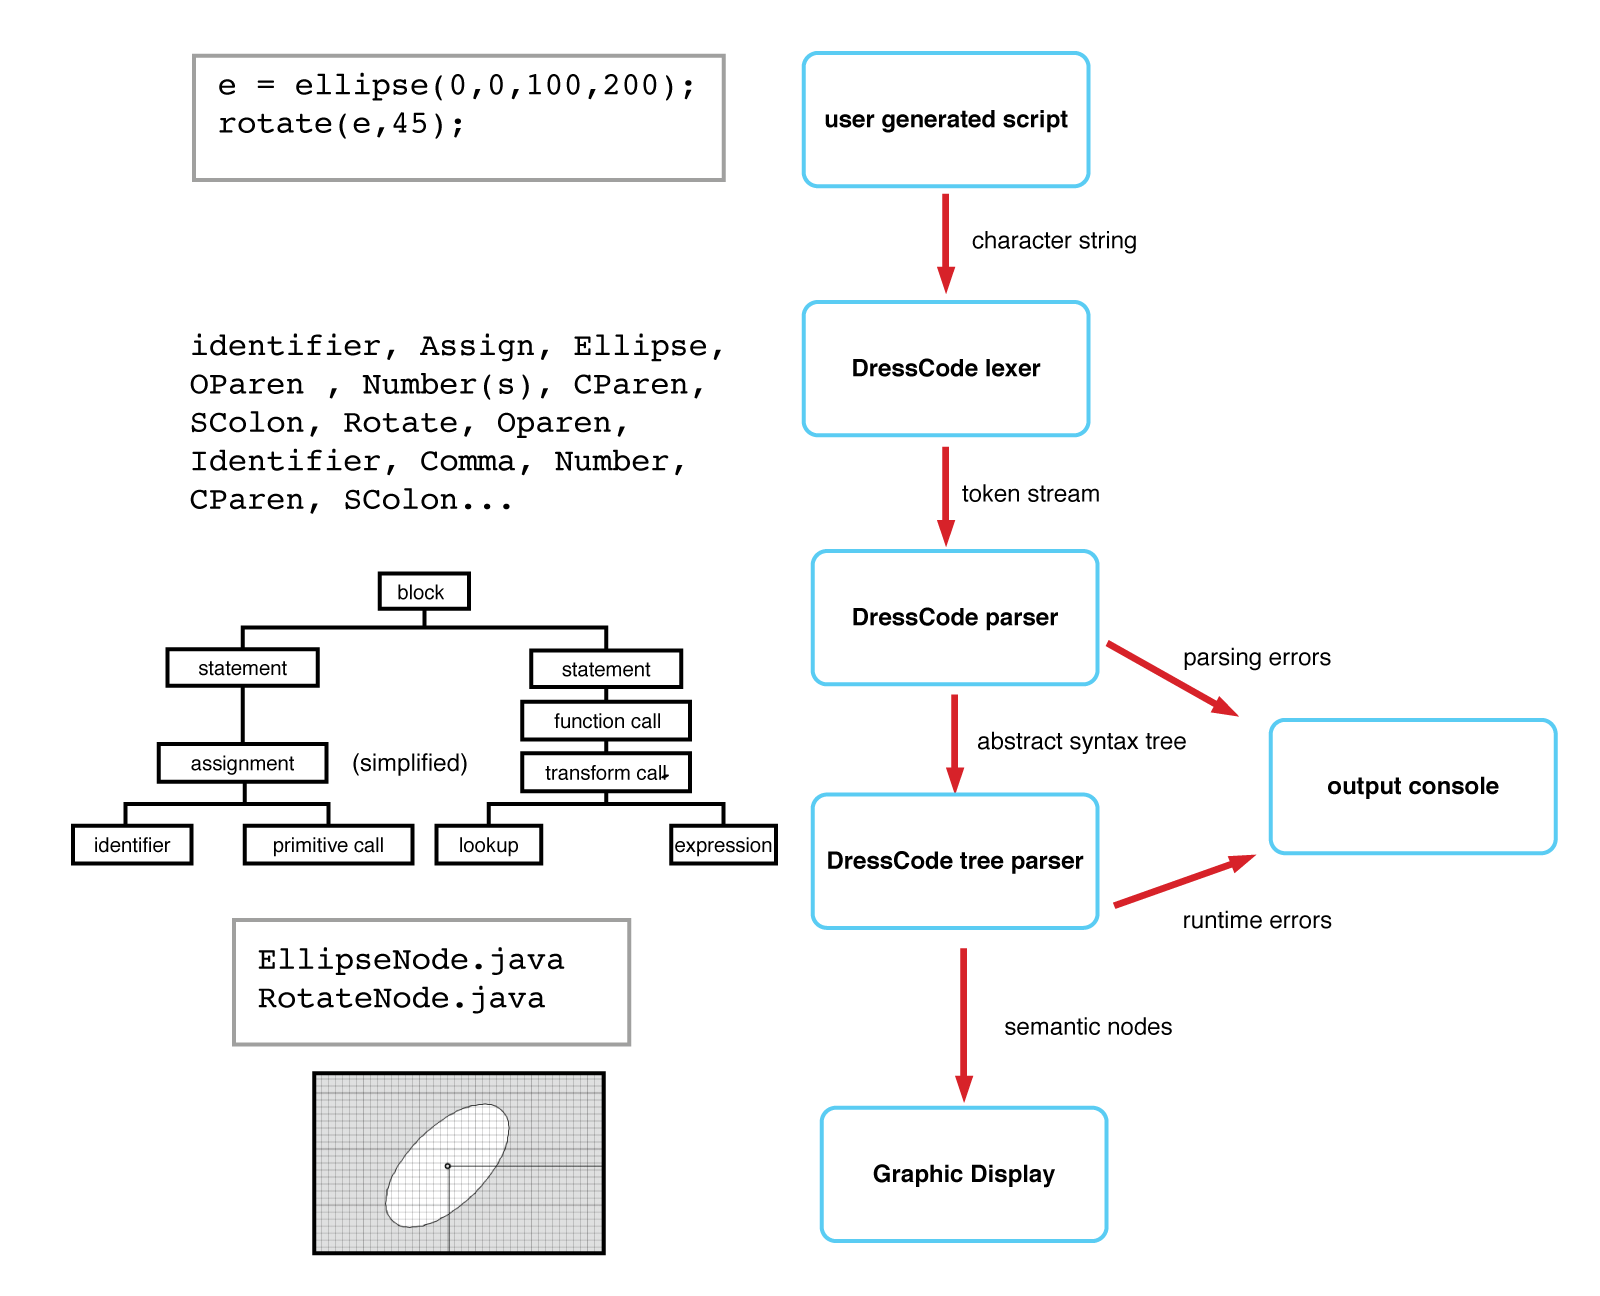 e = ellipse(0,0,100,200);
rotate(e,45);
user generated script
character string
identifier, Assign, Ellipse,
OParen , Number(s), CParen,
SColon, Rotate, Oparen,
Identifier, Comma, Number,
CParen, SColon...
DressCode lexer
token stream
block
statement
statement
function call
assignment
(simplified)
transform call
identifier
primitive call
lookup
expression
DressCode parser
parsing errors
abstract syntax tree
output console
DressCode tree parser
runtime errors
EllipseNode.java
RotateNode.java
semantic nodes
Graphic Display